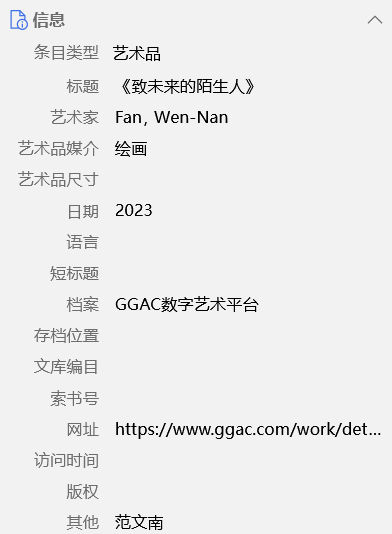 信息
条目类型 艺术品
标题 《致未来的陌生人》
艺术家 Fan, Wen-Nan
艺术品媒介 绘画
艺术品尺寸
日期 2023
语言
短标题
档案 GGAC数字艺术平台
存档位置
文库编目
索书号
网址 https://www.ggac.com/work/det...
访问时间
版权
其他 范文南